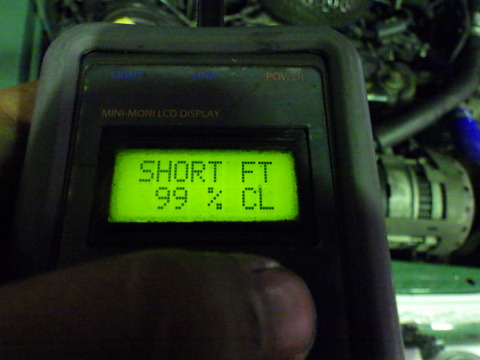 LIGHT LINK POWER
MINI-MONI LCD DISPLAY
SHORT FT
99 % CL